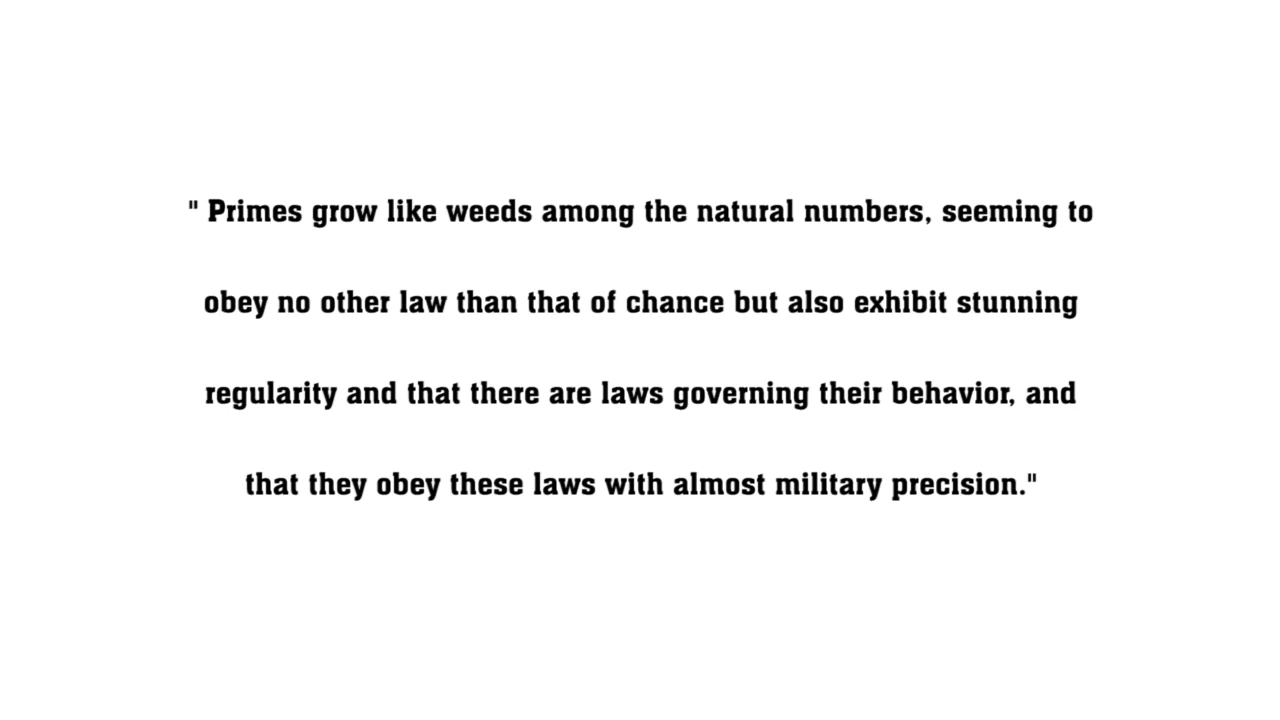 " Primes grow like weeds among the natural numbers, seeming to
obey no other law than that of chance but also exhibit stunning
regularity and that there are laws governing their behavior, and
that they obey these laws with almost military precision."